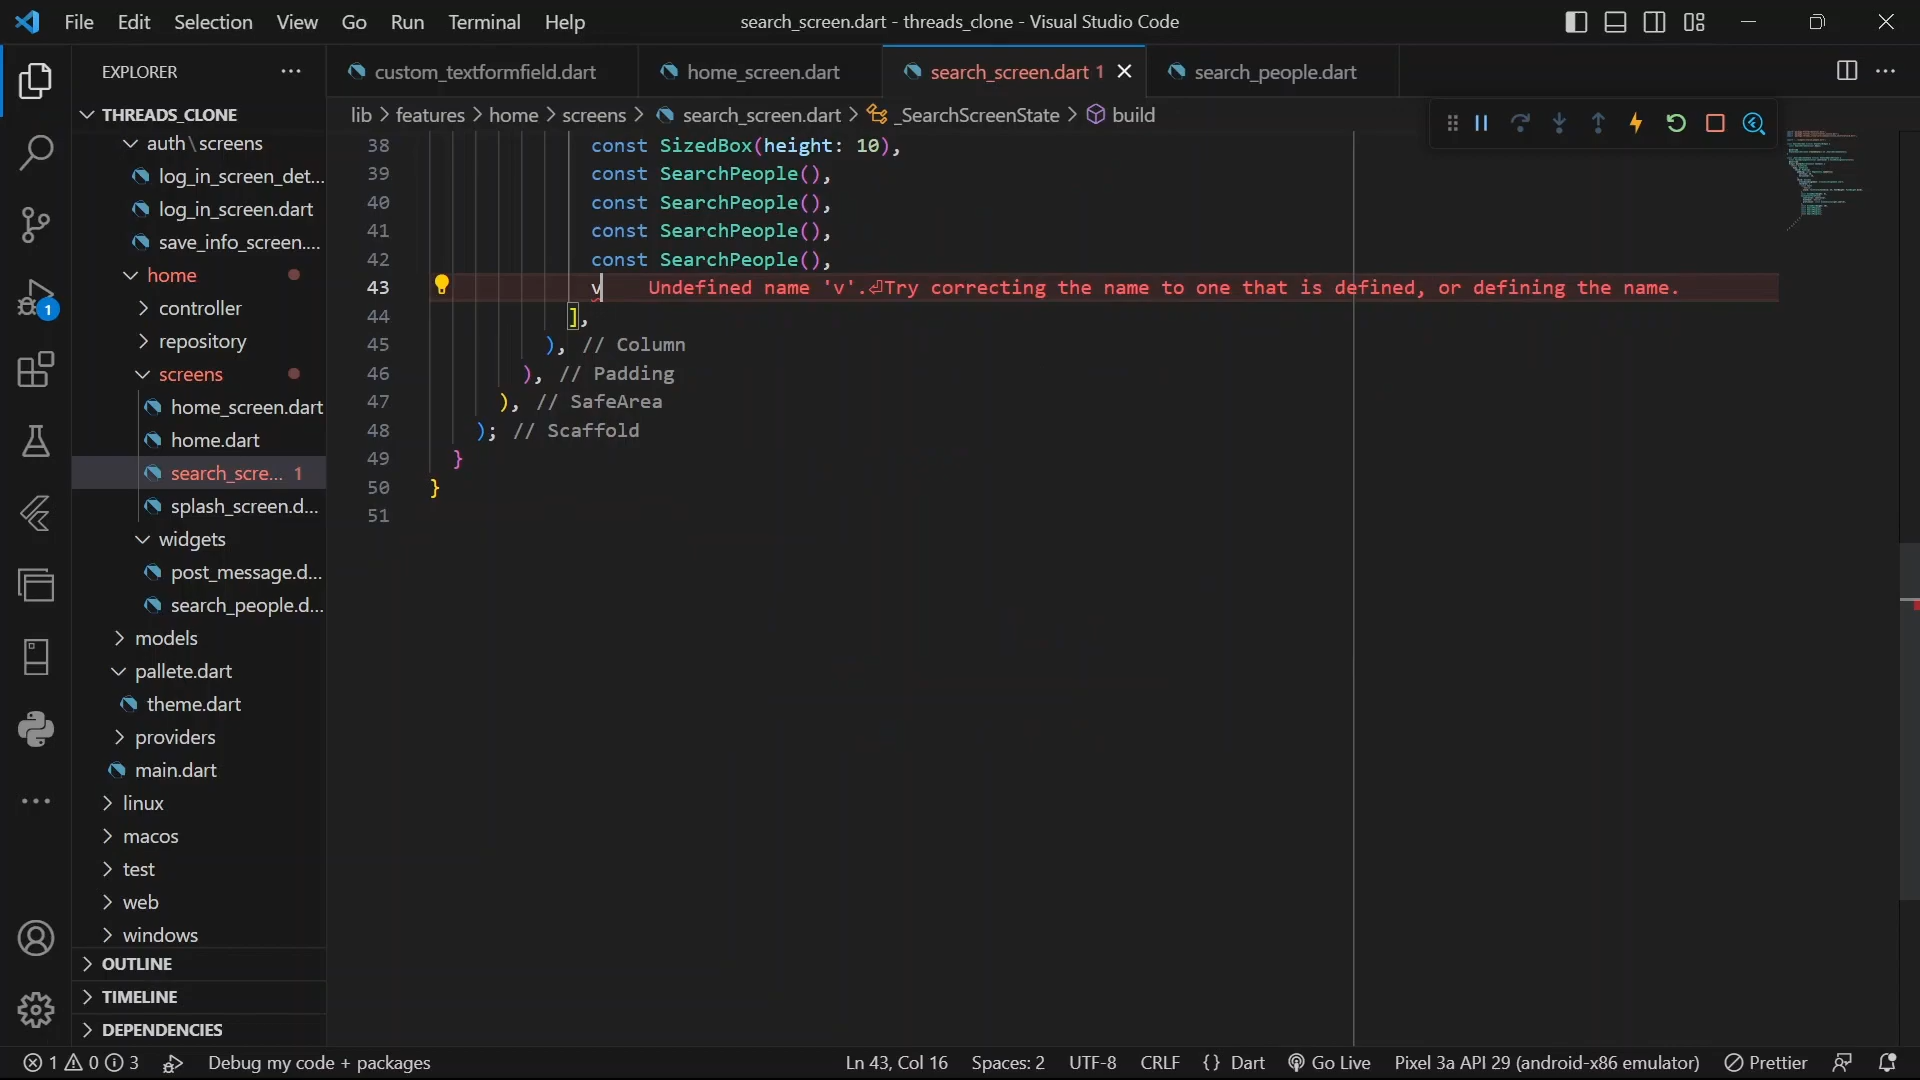 File Edit Selection View Go Run Terminal Help
search_screen.dart - threads_clone - Visual Studio Code
EXPLORER
THREADS_CLONE
auth\screens
log_in_screen_det...
log_in_screen.dart
save_info_screen....
home
controller
repository
screens
home_screen.dart
home.dart
search_scre... 1
splash_screen.d...
widgets
post_message.d...
search_people.d...
models
pallete.dart
theme.dart
providers
main.dart
linux
macos
test
web
windows
OUTLINE
TIMELINE
DEPENDENCIES
1
custom_textformfield.dart home_screen.dart search_screen.dart 1 search_people.dart
lib > features > home > screens > search_screen.dart > _SearchScreenState > build
38 const SizedBox(height: 10),
39 const SearchPeople(),
40 const SearchPeople(),
41 const SearchPeople(),
42 const SearchPeople(),
43 v Undefined name 'v'.⏎Try correcting the name to one that is defined, or defining the name.
44 ],
45 ), // Column
46 ), // Padding
47 ), // SafeArea
48 ); // Scaffold
49 }
50 }
51
1 0 3 Debug my code + packages Ln 43, Col 16 Spaces: 2 UTF-8 CRLF {} Dart Go Live Pixel 3a API 29 (android-x86 emulator) Prettier